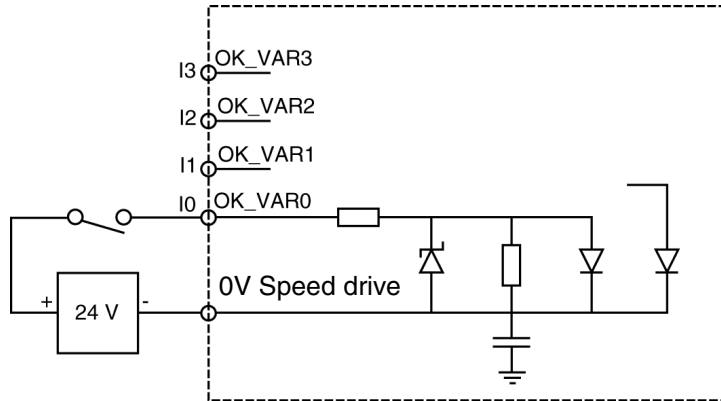 I3 OK_VAR3
I2 OK_VAR2
I1 OK_VAR1
I0 OK_VAR0
0V Speed drive
+ 24 V -